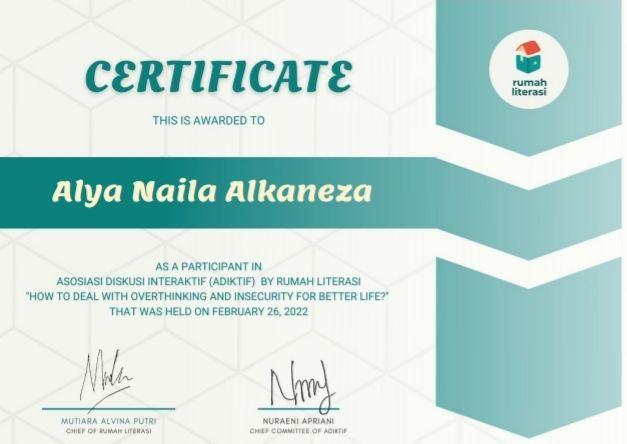 CERTIFICATE
THIS IS AWARDED TO
rumah
literasi
Alya Naila Alkaneza
AS A PARTICIPANT IN
ASOSIASI DISKUSI INTERAKTIF (ADIKTIF) BY RUMAH LITERASI
"HOW TO DEAL WITH OVERTHINKING AND INSECURITY FOR BETTER LIFE?"
THAT WAS HELD ON FEBRUARY 26, 2022
MUTIARA ALVINA PUTRI
CHIEF OF RUMAH LITERASI
NURAENI APRIANI
CHIEF COMMITTEE OF ADIKTIF